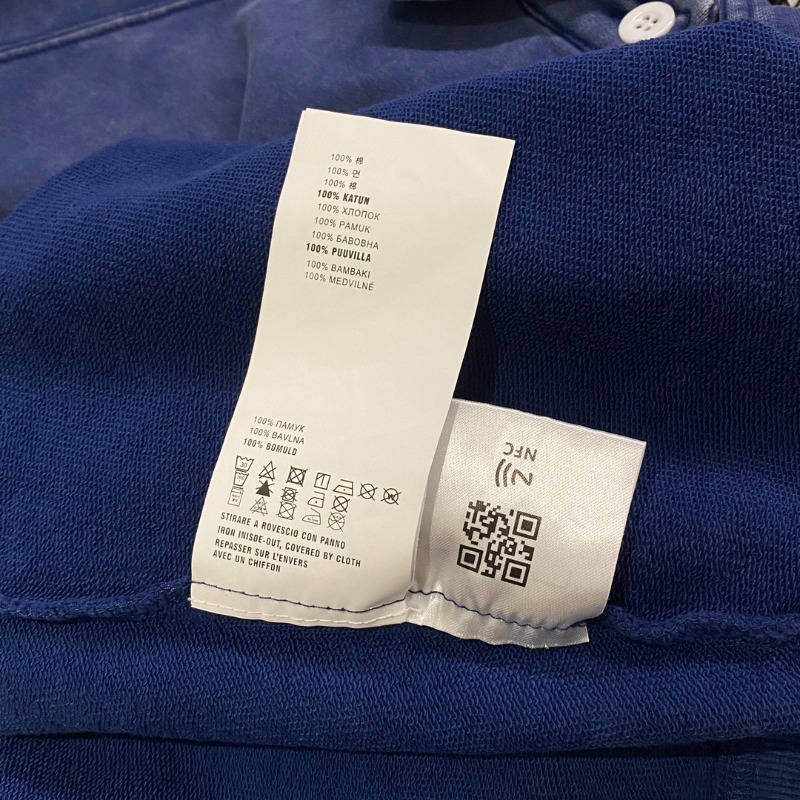 100% 棉
100% 면
100% 棉
100% KATUN
100% ХЛОПОК
100% PAMUK
100% БАВОВНА
100% PUUVILLA
100% BAMBAKI
100% MEDVILNÉ
100% ПАМУК
100% BAVLNA
100% BOMULD
30
STIRARE A ROVESCIO CON PANNO
IRON INISDE-OUT, COVERED BY CLOTH
REPASSER SUR L'ENVERS
AVEC UN CHIFFON
NFC